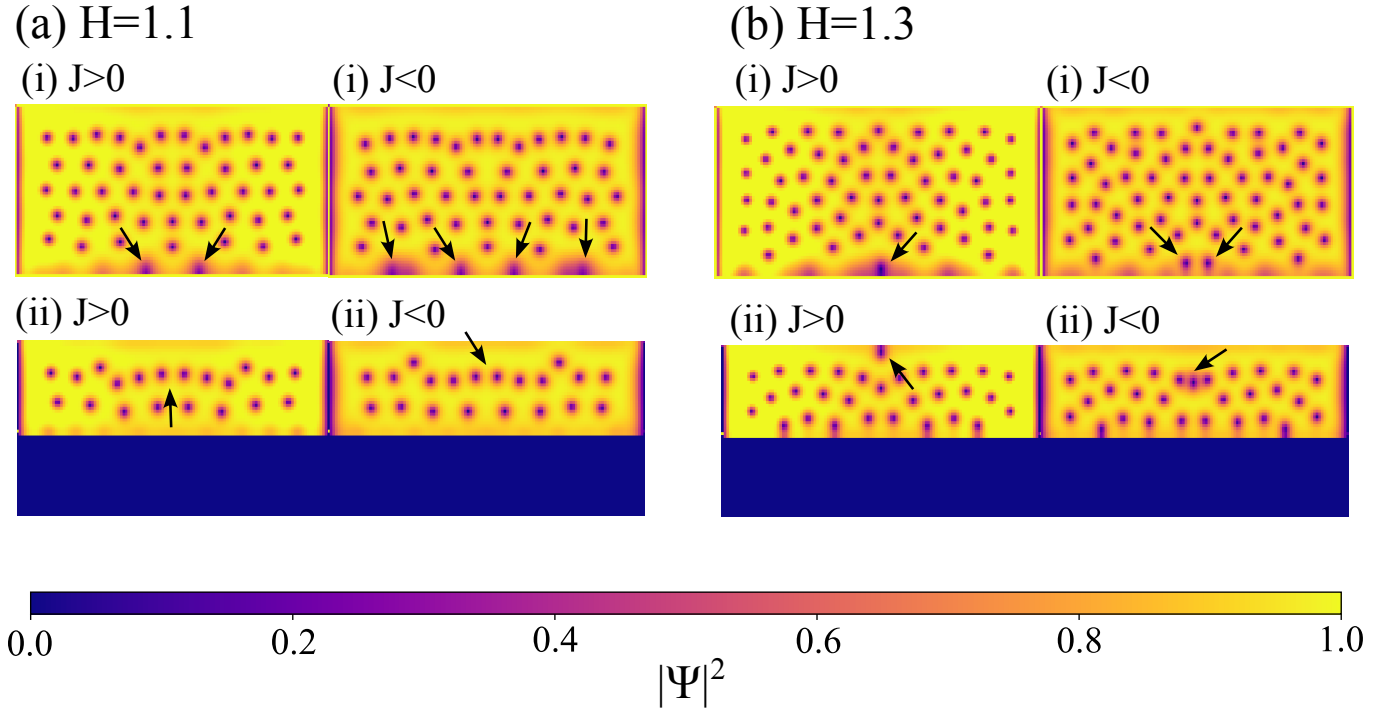 (a) H=1.1
(b) H=1.3
(i) J>0
(i) J<0
(i) J>0
(i) J<0
(ii) J>0
(ii) J<0
(ii) J>0
(ii) J<0
0.0 0.2 0.4 0.6 0.8 1.0
|Ψ|²